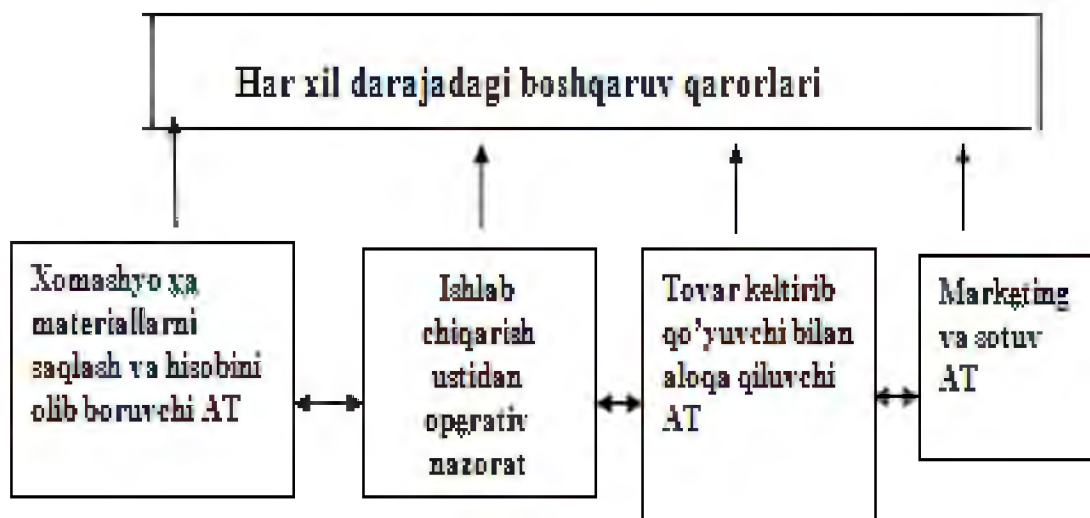 Har xil darajadagi boshqaruv qarorlari
Xomashyo va
materiallarni
saqlash va hisobini
olib boruvchi AT
Ishlab
chiqarish
ustidan
operativ
nazorat
Tovar keltirib
qo'yuvchi bilan
aloqa qiluvchi
AT
Marketing
va sotuv
AT